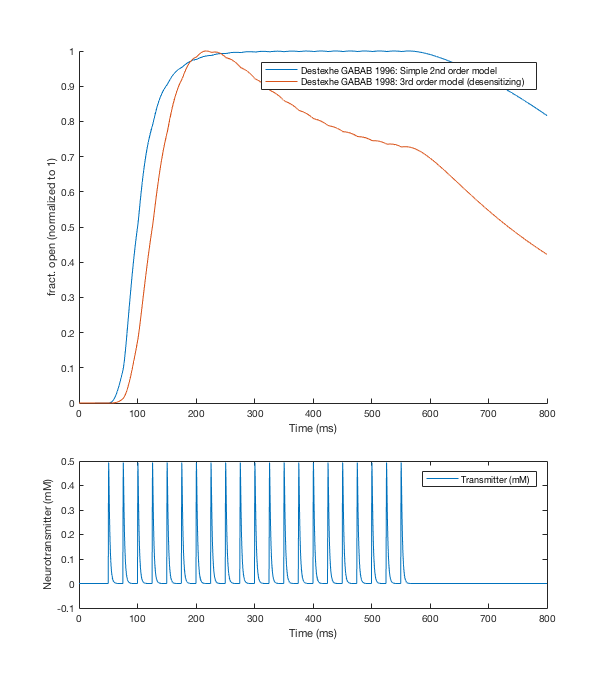 1
0.9
0.8
0.7
0.6
0.5
0.4
0.3
0.2
0.1
0
fract. open (normalized to 1)
Destexhe GABAB 1996: Simple 2nd order model
Destexhe GABAB 1998: 3rd order model (desensitizing)
0 100 200 300 400 500 600 700 800
Time (ms)
0.5
0.4
0.3
0.2
0.1
0
-0.1
Neurotransmitter (mM)
Transmitter (mM)
0 100 200 300 400 500 600 700 800
Time (ms)